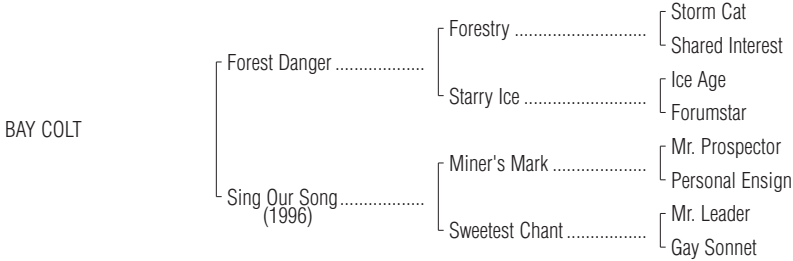 Storm Cat
Forestry ..........................
Shared Interest
Forest Danger ...................
Ice Age
Starry Ice ........................
Forumstar
BAY COLT
Mr. Prospector
Miner's Mark ...................
Personal Ensign
Sing Our Song..................
(1996)
Mr. Leader
Sweetest Chant ................
Gay Sonnet